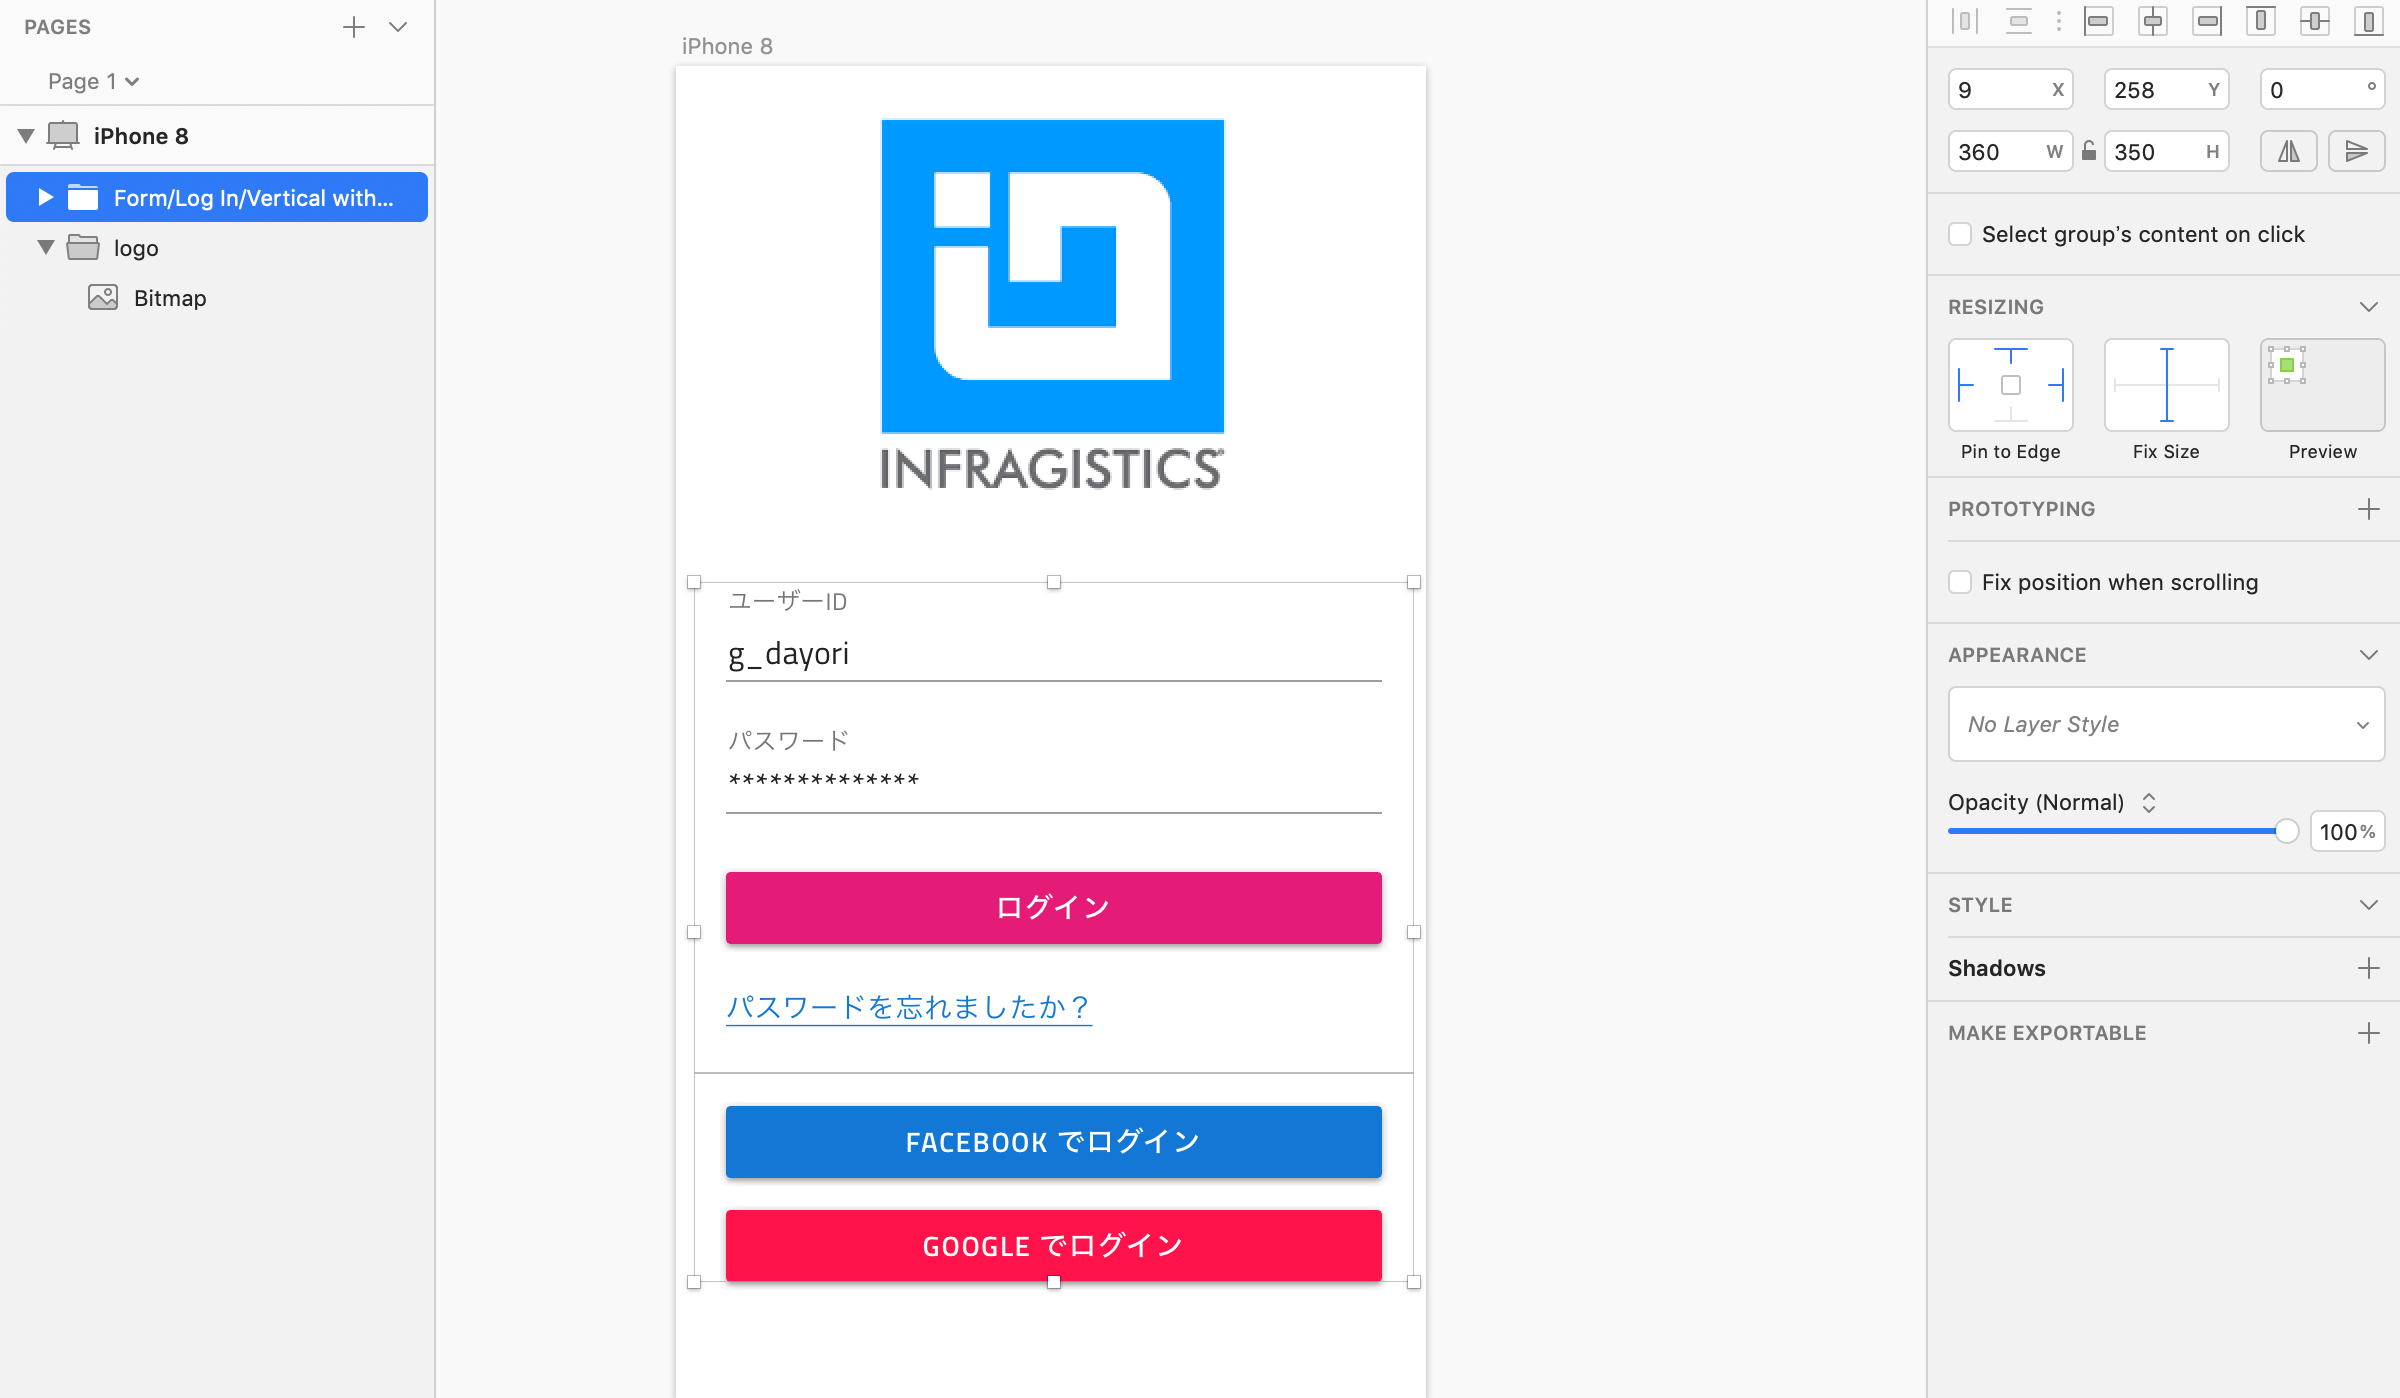 PAGES
Page 1
iPhone 8
Form/Log In/Vertical with...
logo
Bitmap
iPhone 8
INFRAGISTICS
ユーザーID
g_dayori
パスワード
**************
ログイン
パスワードを忘れましたか？
FACEBOOK でログイン
GOOGLE でログイン
9 X
258 Y
0 °
360 W
350 H
Select group’s content on click
RESIZING
Pin to Edge
Fix Size
Preview
PROTOTYPING
Fix position when scrolling
APPEARANCE
No Layer Style
Opacity (Normal)
100%
STYLE
Shadows
MAKE EXPORTABLE